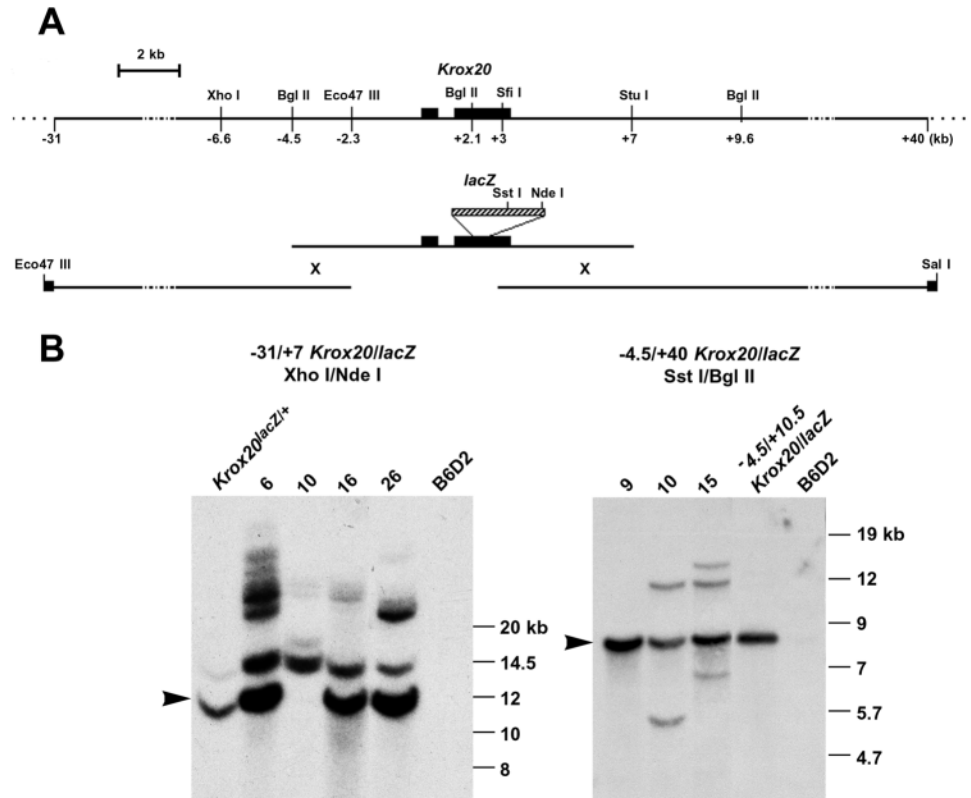 A
2 kb
Krox20
Xho I Bgl II Eco47 III Bgl II Sfi I Stu I Bgl II
-31 -6.6 -4.5 -2.3 +2.1 +3 +7 +9.6 +40 (kb)
lacZ
Sst I Nde I
Eco47 III X X Sal I
B
-31/+7 Krox20/lacZ
Xho I/Nde I
Krox20lacZ/+ 6 10 16 26 B6D2
20 kb
14.5
12
10
8
-4.5/+40 Krox20/lacZ
Sst I/Bgl II
9 10 15 -4.5/+10.5 Krox20/lacZ B6D2
19 kb
12
9
7
5.7
4.7